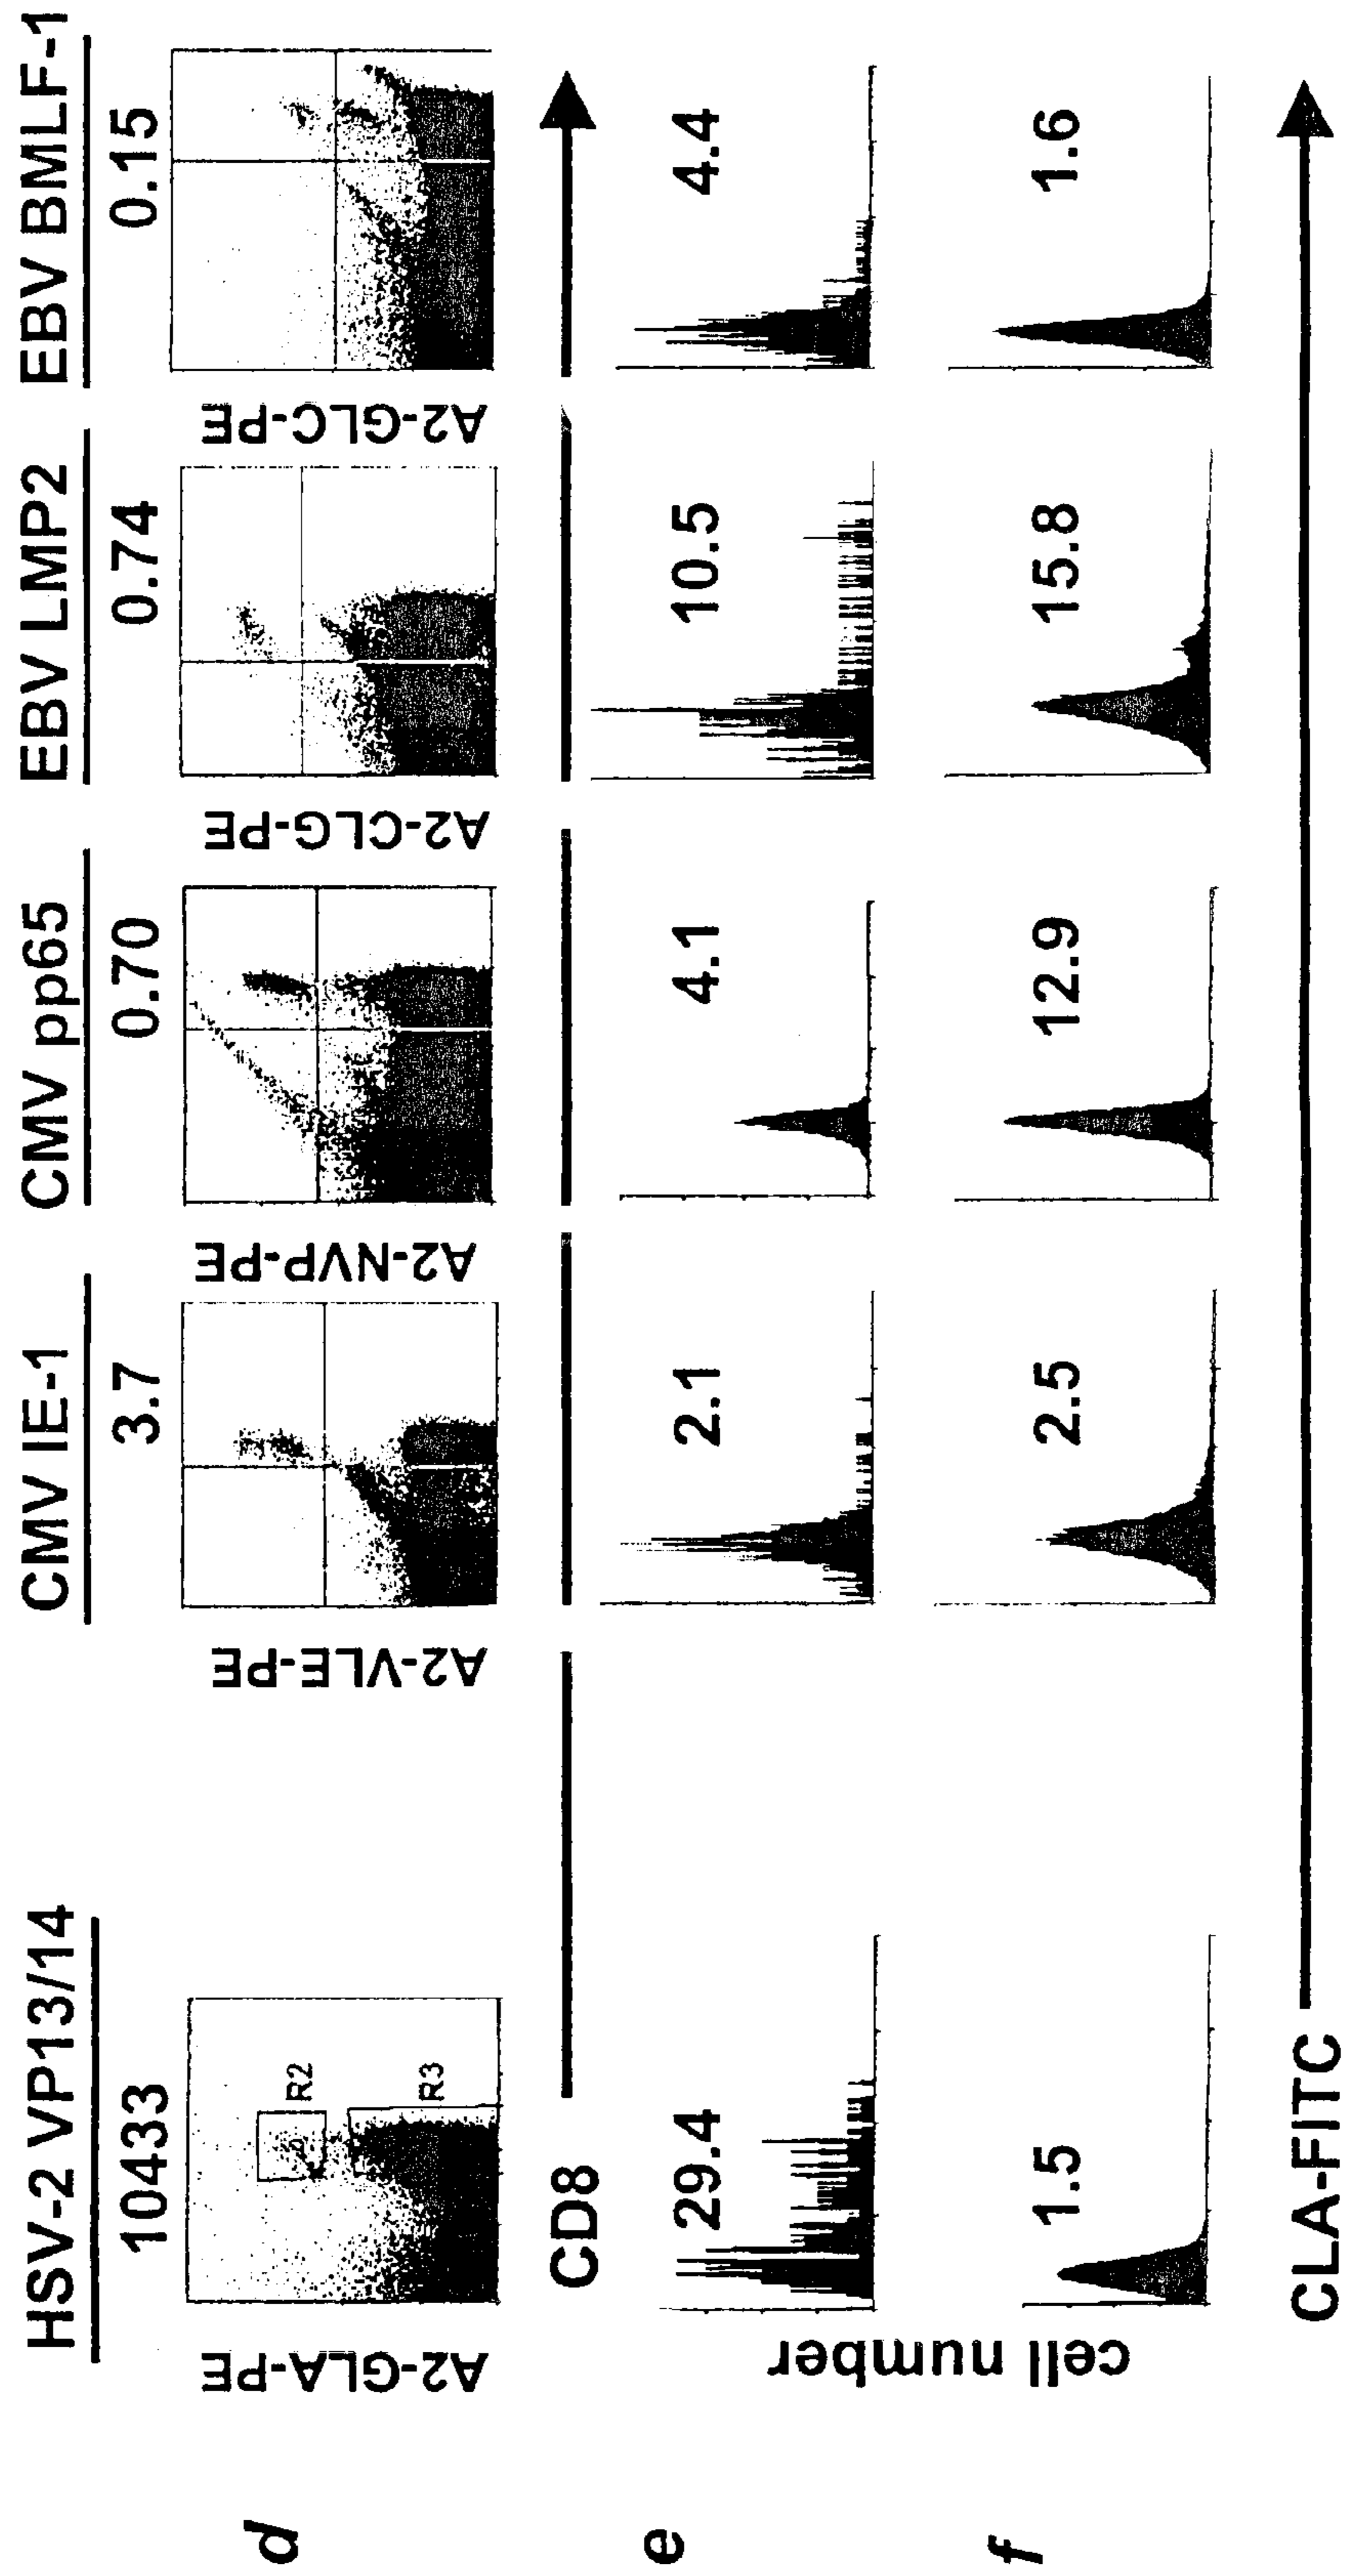 HSV-2 VP13/14 CMV IE-1 CMV pp65 EBV LMP2 EBV BMLF-1
10433 3.7 0.70 0.74 0.15
d
A2-GLA-PE R2 R3 A2-VLE-PE A2-NVP-PE A2-CLG-PE A2-GLC-PE
CD8
e
29.4 2.1 4.1 10.5 4.4
cell number
f
1.5 2.5 12.9 15.8 1.6
CLA-FITC